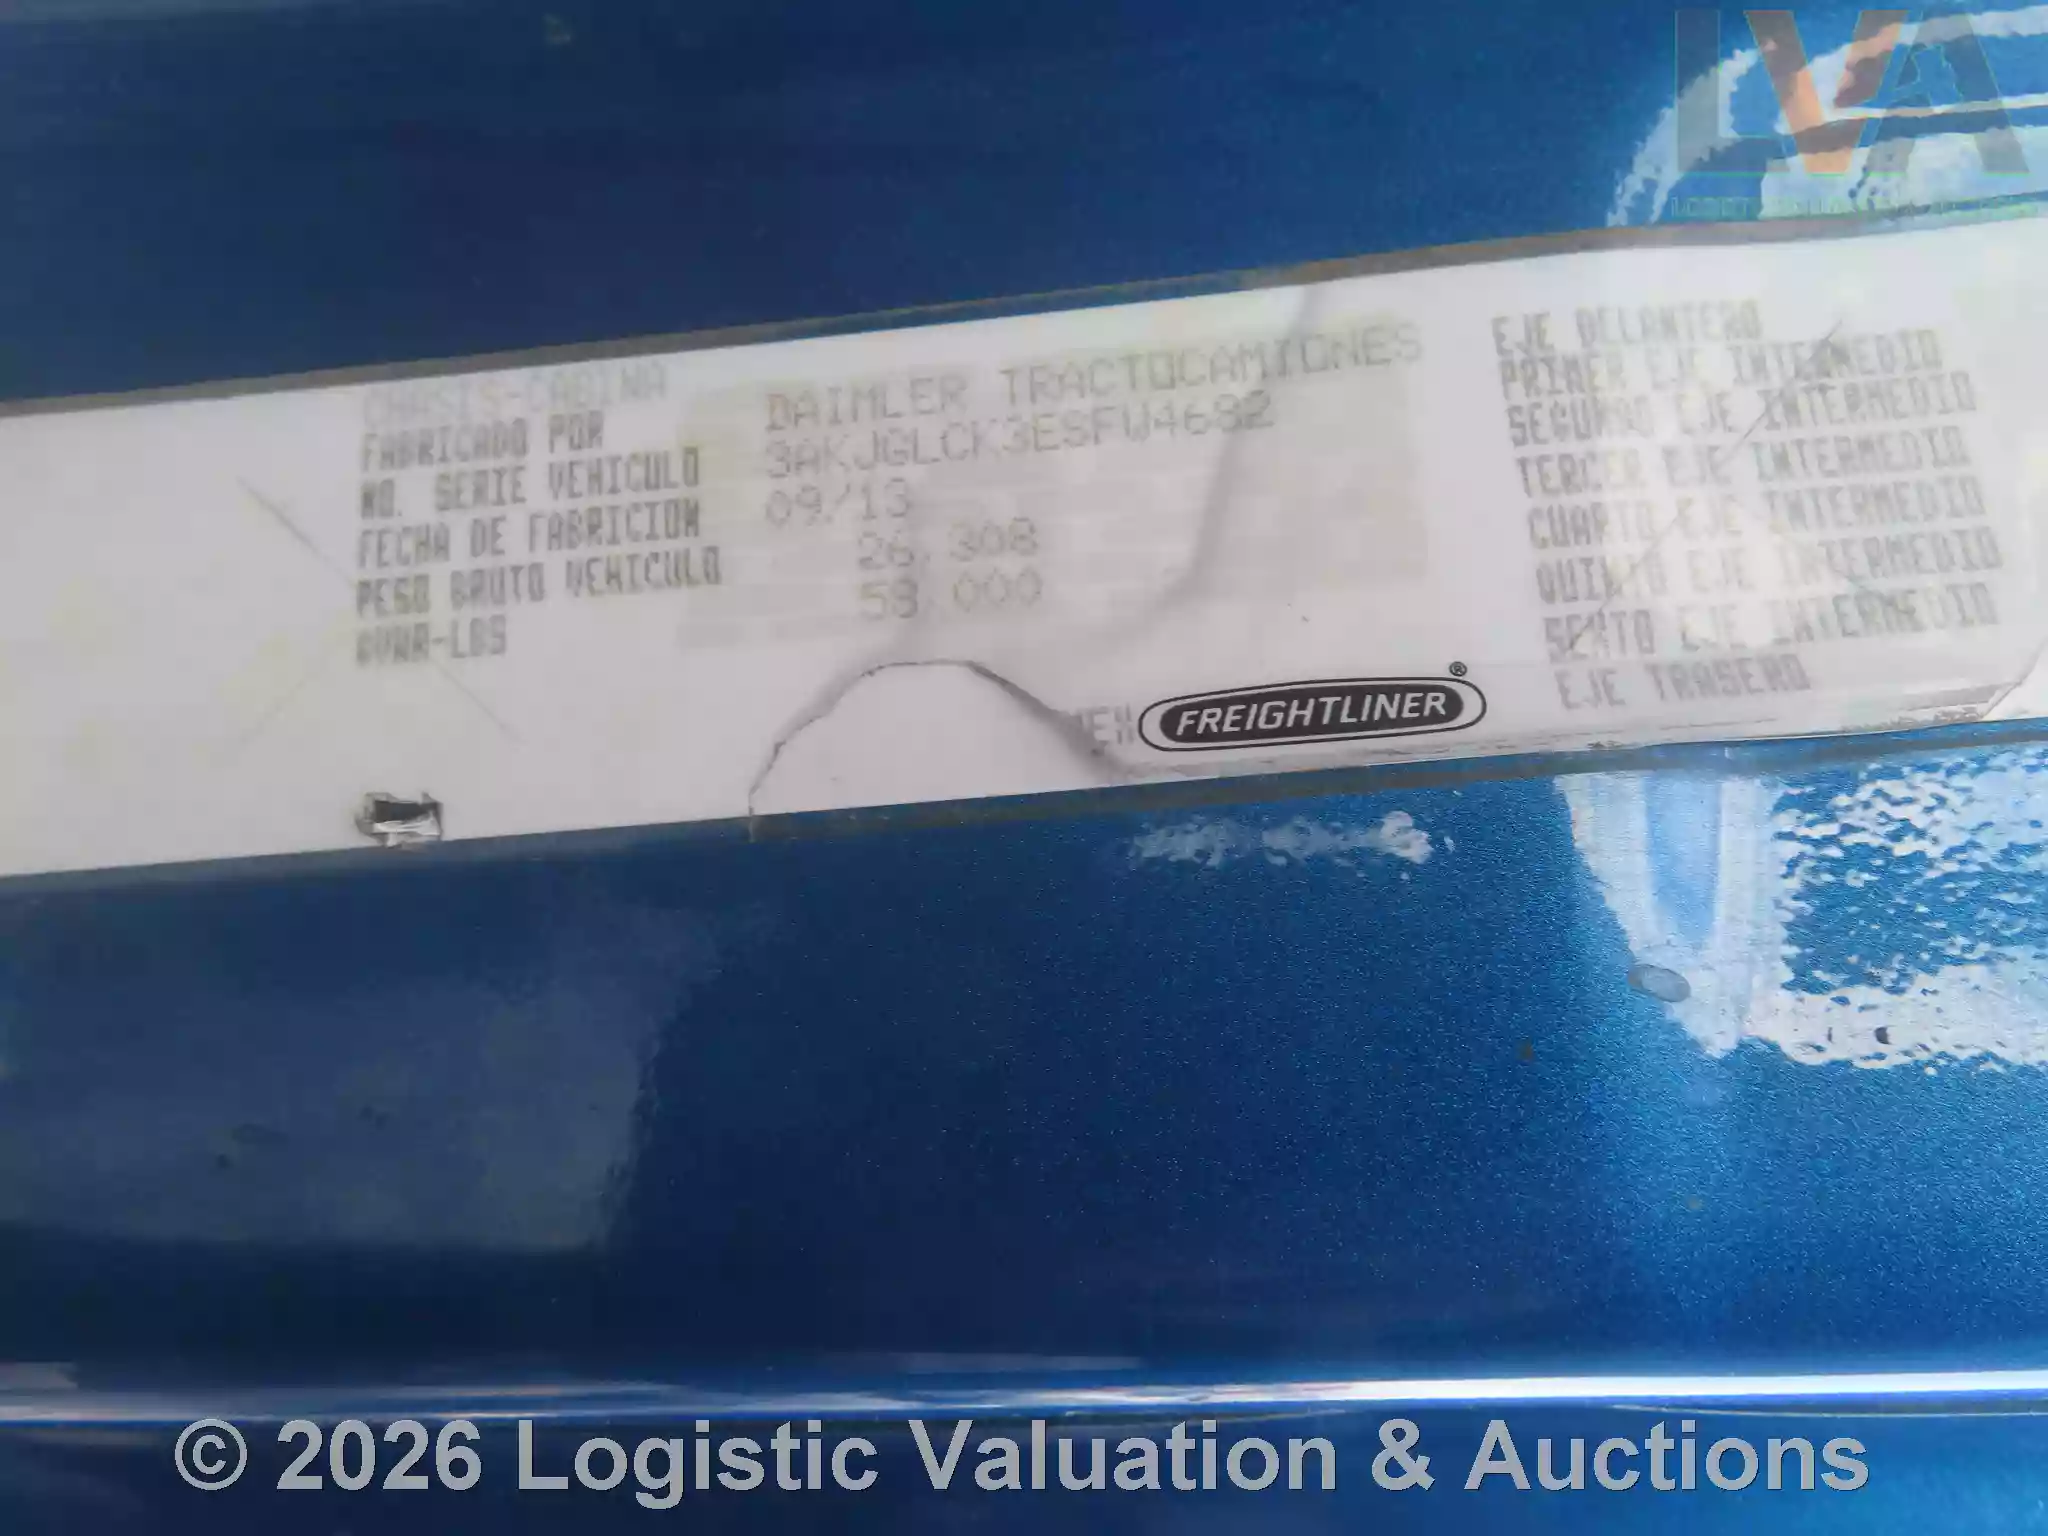 LVA
CHASIS-CABINA
FABRICADO POR DAIMLER TRACTOCAMIONES
NO. SERIE VEHICULO 3AKJGLCK3ESFW4682
FECHA DE FABRICION 09/13
PESO BRUTO VEHICULO 26,308
GVWR-LBS 58,000
MEX
FREIGHTLINER®
EJE DELANTERO
PRIMER EJE INTERMEDIO
SEGUNDO EJE INTERMEDIO
TERCER EJE INTERMEDIO
CUARTO EJE INTERMEDIO
QUINTO EJE INTERMEDIO
SEXTO EJE INTERMEDIO
EJE TRASERO
© 2026 Logistic Valuation & Auctions